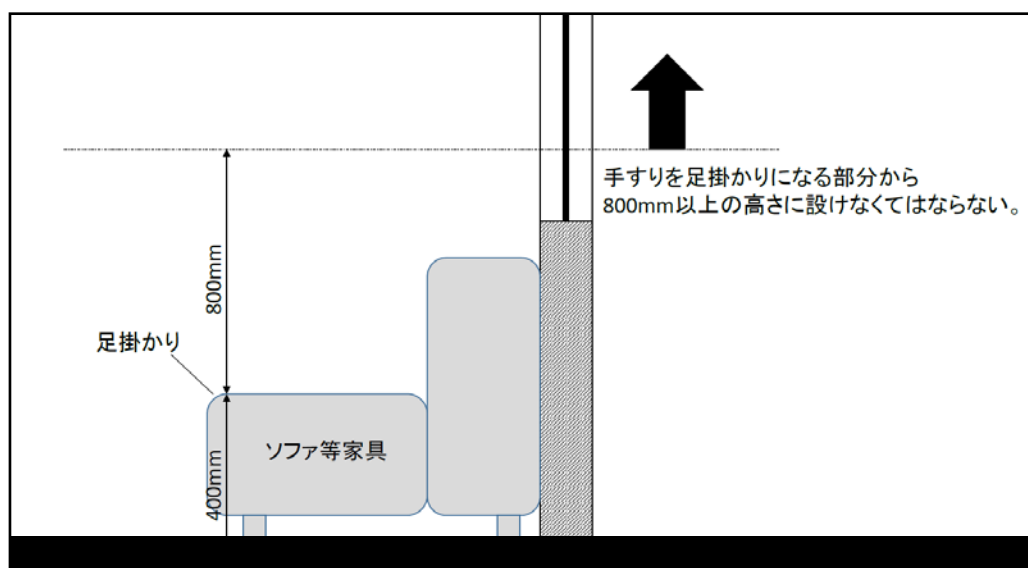 手すりを足掛かりになる部分から
800mm以上の高さに設けなくてはならない。
800mm
足掛かり
ソファ等家具
400mm